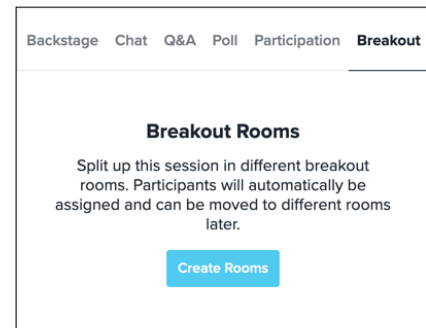 Backstage Chat Q&A Poll Participation Breakout
Breakout Rooms
Split up this session in different breakout
rooms. Participants will automatically be
assigned and can be moved to different rooms
later.
Create Rooms